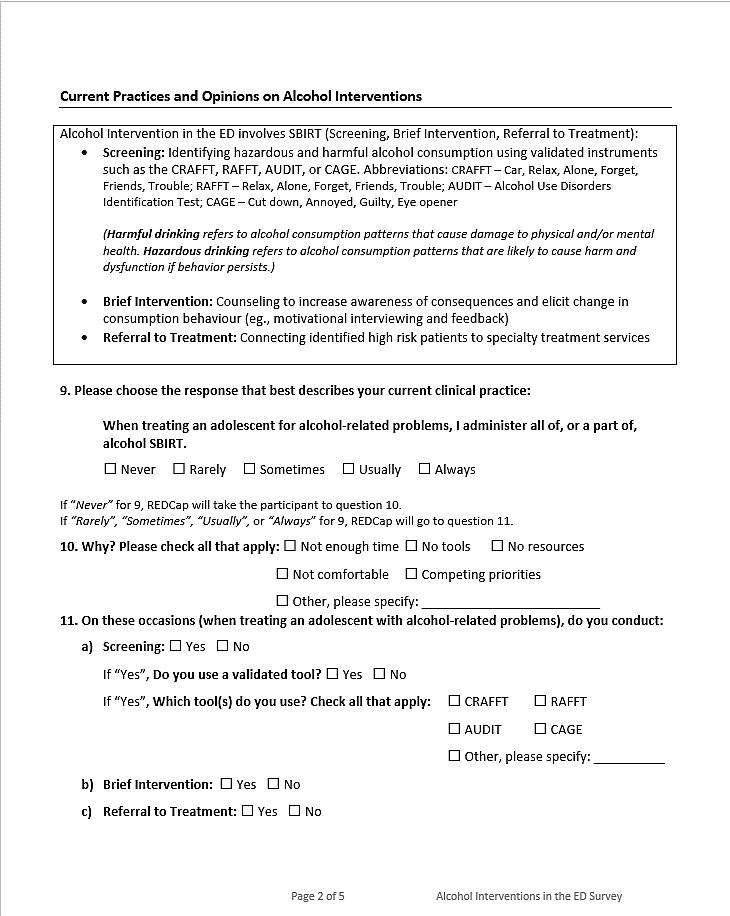 Current Practices and Opinions on Alcohol Interventions
Alcohol Intervention in the ED involves SBIRT (Screening, Brief Intervention, Referral to Treatment):
• Screening: Identifying hazardous and harmful alcohol consumption using validated instruments
such as the CRAFFT, RAFFT, AUDIT, or CAGE. Abbreviations: CRAFFT – Car, Relax, Alone, Forget,
Friends, Trouble; RAFFT – Relax, Alone, Forget, Friends, Trouble; AUDIT – Alcohol Use Disorders
Identification Test; CAGE – Cut down, Annoyed, Guilty, Eye opener
(Harmful drinking refers to alcohol consumption patterns that cause damage to physical and/or mental
health. Hazardous drinking refers to alcohol consumption patterns that are likely to cause harm and
dysfunction if behavior persists.)
• Brief Intervention: Counseling to increase awareness of consequences and elicit change in
consumption behaviour (eg., motivational interviewing and feedback)
• Referral to Treatment: Connecting identified high risk patients to specialty treatment services
9. Please choose the response that best describes your current clinical practice:
When treating an adolescent for alcohol-related problems, I administer all of, or a part of,
alcohol SBIRT.
☐ Never ☐ Rarely ☐ Sometimes ☐ Usually ☐ Always
If “Never” for 9, REDCap will take the participant to question 10.
If “Rarely”, “Sometimes”, “Usually”, or “Always” for 9, REDCap will go to question 11.
10. Why? Please check all that apply: ☐ Not enough time ☐ No tools ☐ No resources
☐ Not comfortable ☐ Competing priorities
☐ Other, please specify: _________________________
11. On these occasions (when treating an adolescent with alcohol-related problems), do you conduct:
a) Screening: ☐ Yes ☐ No
If “Yes”, Do you use a validated tool? ☐ Yes ☐ No
If “Yes”, Which tool(s) do you use? Check all that apply: ☐ CRAFFT ☐ RAFFT
☐ AUDIT ☐ CAGE
☐ Other, please specify: __________
b) Brief Intervention: ☐ Yes ☐ No
c) Referral to Treatment: ☐ Yes ☐ No
Page 2 of 5 Alcohol Interventions in the ED Survey